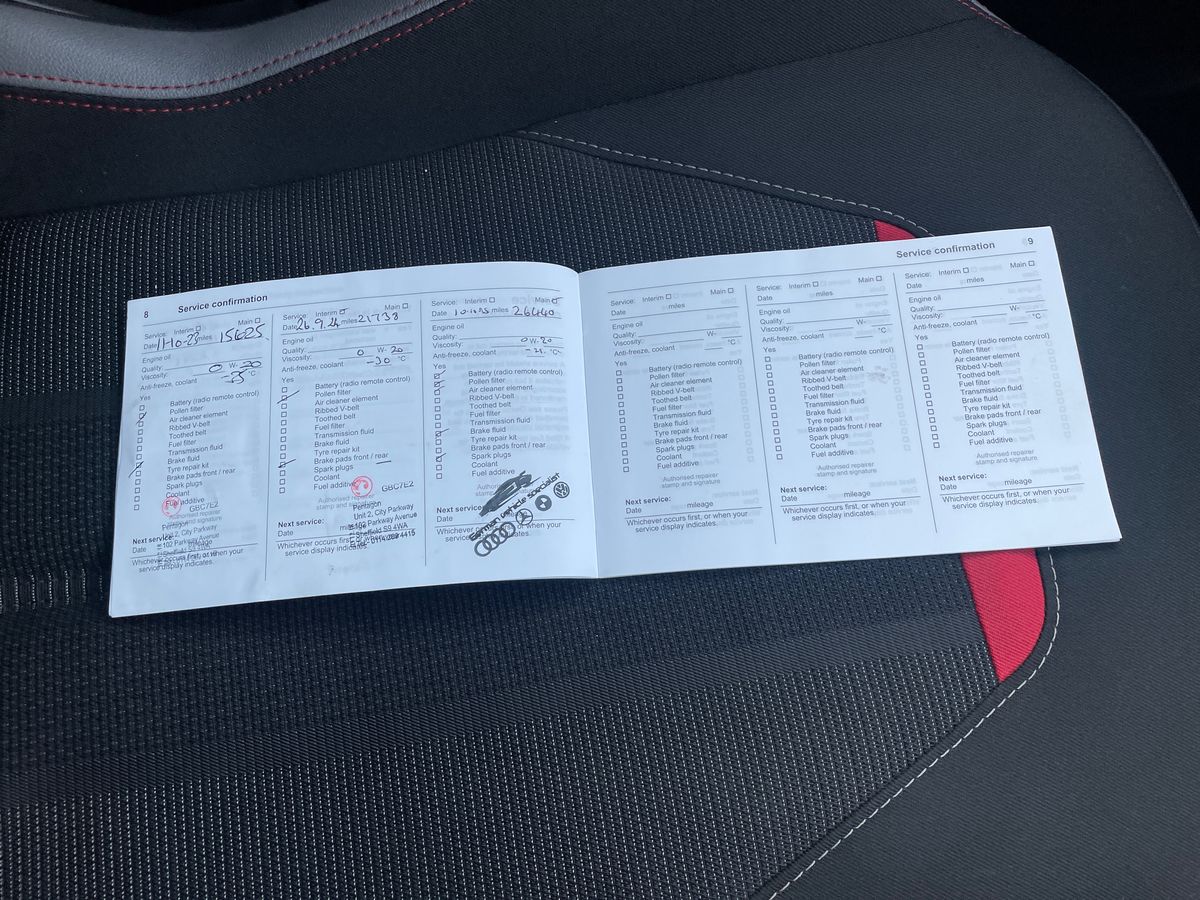 8 Service confirmation
Service: Interim
Main
Date 11-10-23 miles 15625
Engine oil
Quality:
Viscosity: 0 W-20
Anti-freeze, coolant °C
Yes
Battery (radio remote control)
Pollen filter
Air cleaner element
Ribbed V-belt
Toothed belt
Fuel filter
Transmission fluid
Brake fluid
Tyre repair kit
Brake pads front / rear
Spark plugs
Coolant
Fuel additive
GBC7E2
Authorised repairer
stamp and signature
Next service:
Date mileage
Whichever occurs first, or when your
service display indicates.
Service: Interim
Main
Date 26.9.24 miles 21738
Engine oil
Quality:
Viscosity: 0 W-20
Anti-freeze, coolant -30 °C
Yes
Battery (radio remote control)
Pollen filter
Air cleaner element
Ribbed V-belt
Toothed belt
Fuel filter
Transmission fluid
Brake fluid
Tyre repair kit
Brake pads front / rear
Spark plugs
Coolant
Fuel additive
GBC7E2
Authorised repairer
stamp and signature
Pentagon
Unit 2, City Parkway
102 Parkway Avenue
Sheffield S9 4WA
Next service:
Date
Whichever occurs first, or when your
service display indicates.
Service: Interim
Main
Date 10.10.25 miles 26440
Engine oil
Quality:
Viscosity: 0 W-20
Anti-freeze, coolant °C
Yes
Battery (radio remote control)
Pollen filter
Air cleaner element
Ribbed V-belt
Toothed belt
Fuel filter
Transmission fluid
Brake fluid
Tyre repair kit
Brake pads front / rear
Spark plugs
Coolant
Fuel additive
German Vehicle Specialist
Next service:
Date
Whichever occurs first, or when your
service display indicates.
Service confirmation 9
Service: Interim
Main
Date miles
Engine oil
Quality:
Viscosity: W-
Anti-freeze, coolant °C
Yes
Battery (radio remote control)
Pollen filter
Air cleaner element
Ribbed V-belt
Toothed belt
Fuel filter
Transmission fluid
Brake fluid
Tyre repair kit
Brake pads front / rear
Spark plugs
Coolant
Fuel additive
Authorised repairer
stamp and signature
Next service:
Date mileage
Whichever occurs first, or when your
service display indicates.
Service: Interim
Main
Date miles
Engine oil
Quality:
Viscosity: W-
Anti-freeze, coolant °C
Yes
Battery (radio remote control)
Pollen filter
Air cleaner element
Ribbed V-belt
Toothed belt
Fuel filter
Transmission fluid
Brake fluid
Tyre repair kit
Brake pads front / rear
Spark plugs
Coolant
Fuel additive
Authorised repairer
stamp and signature
Next service:
Date mileage
Whichever occurs first, or when your
service display indicates.
Service: Interim
Main
Date miles
Engine oil
Quality:
Viscosity: W-
Anti-freeze, coolant °C
Yes
Battery (radio remote control)
Pollen filter
Air cleaner element
Ribbed V-belt
Toothed belt
Fuel filter
Transmission fluid
Brake fluid
Tyre repair kit
Brake pads front / rear
Spark plugs
Coolant
Fuel additive
Authorised repairer
stamp and signature
Next service:
Date mileage
Whichever occurs first, or when your
service display indicates.